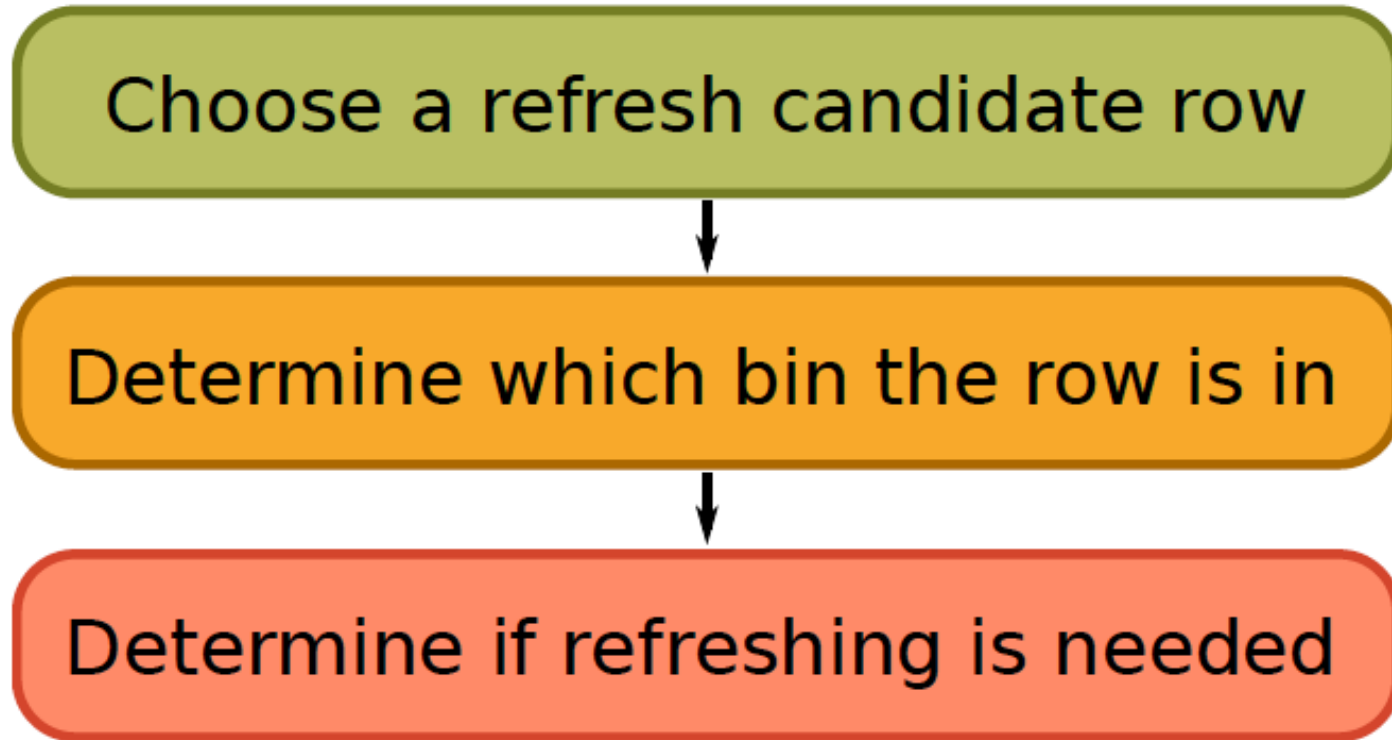 Choose a refresh candidate row
Determine which bin the row is in
Determine if refreshing is needed